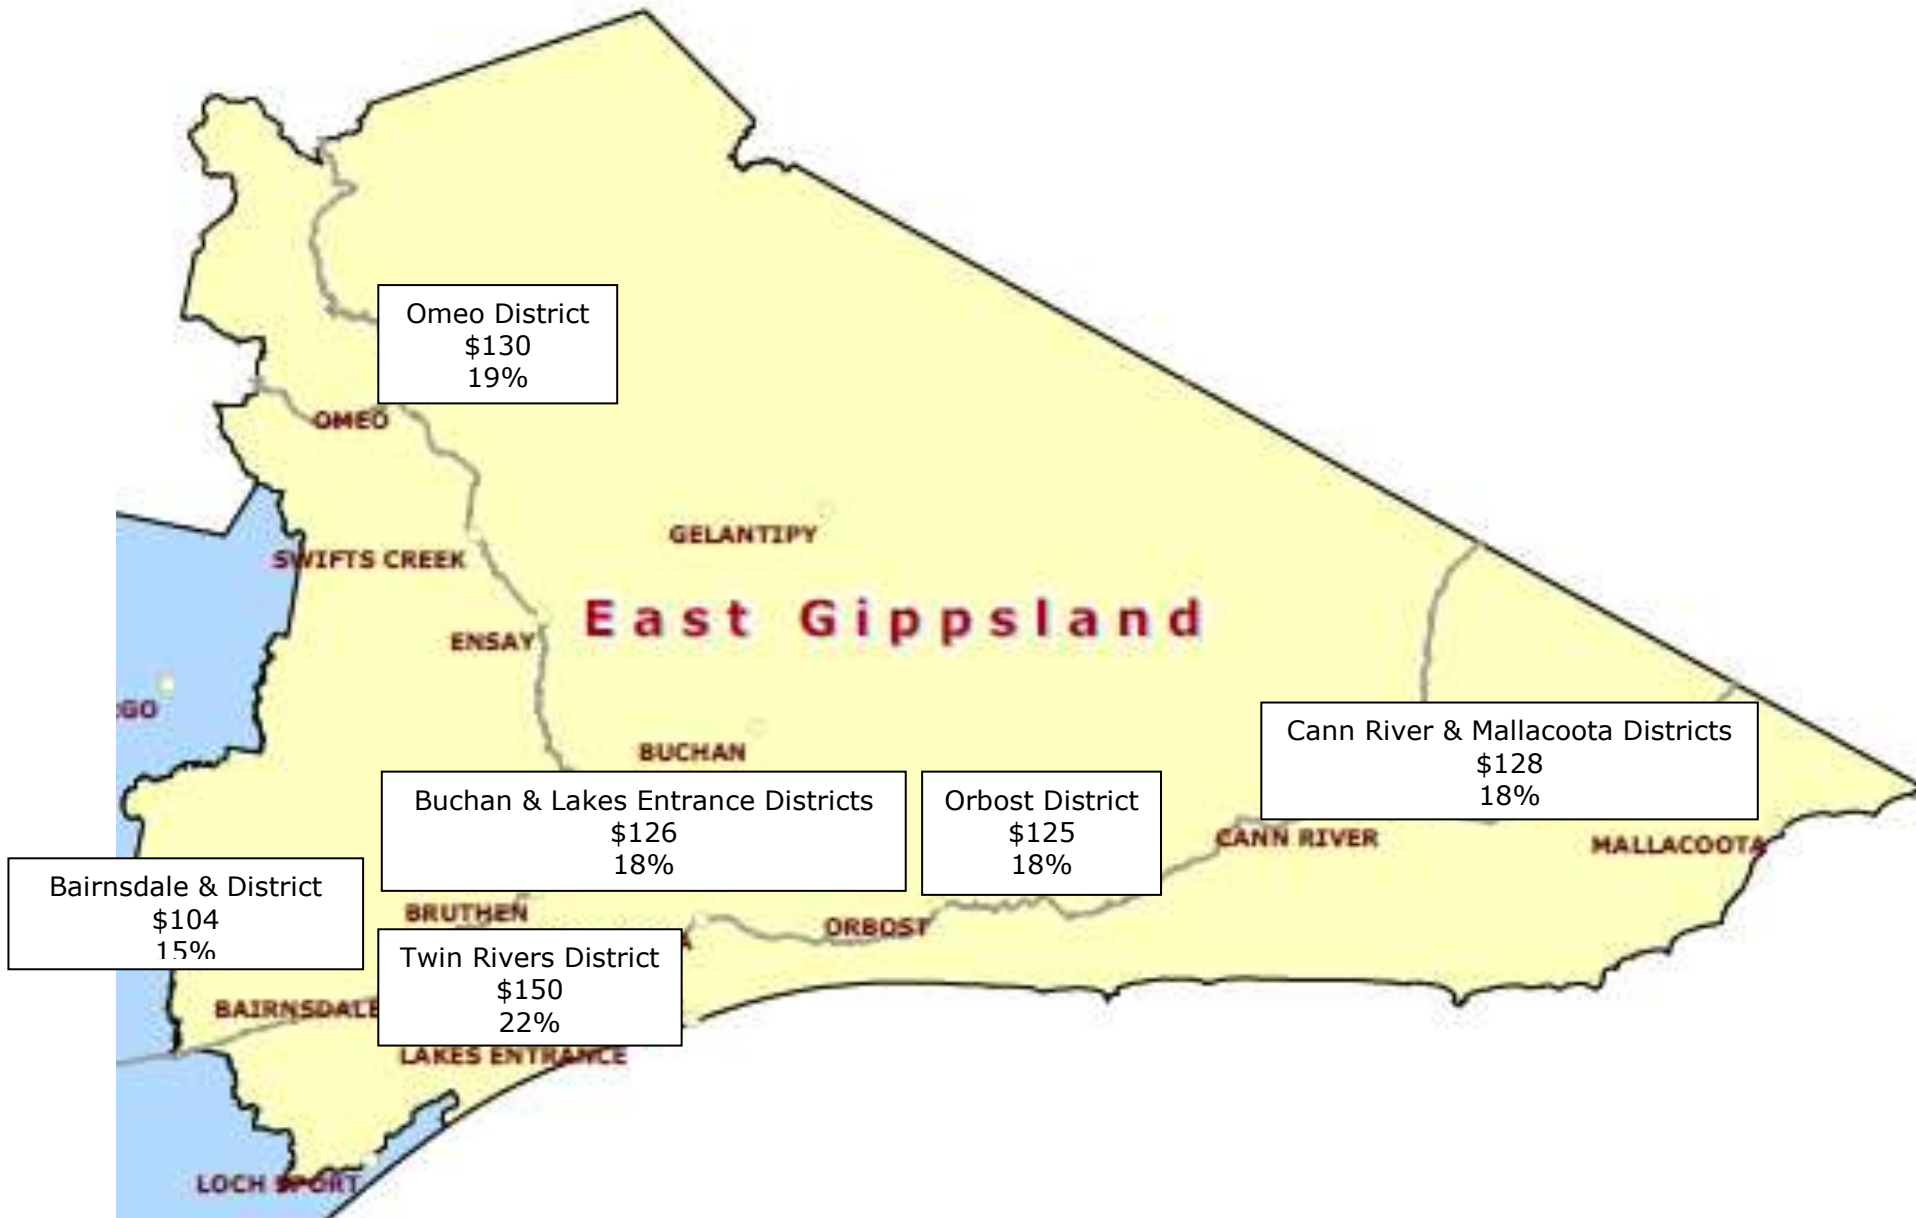 Omeo District
$130
19%
OMEO
GELANTIPY
SWIFTS CREEK
East Gippsland
ENSAY
GO
Cann River & Mallacoota Districts
$128
18%
BUCHAN
Buchan & Lakes Entrance Districts
$126
18%
Orbost District
$125
18%
CANN RIVER
MALLACOOTA
Bairnsdale & District
$104
15%
BRUTHEN
ORBOST
A
Twin Rivers District
$150
22%
BAIRNSDALE
LAKES ENTRANCE
LOCH SPORT